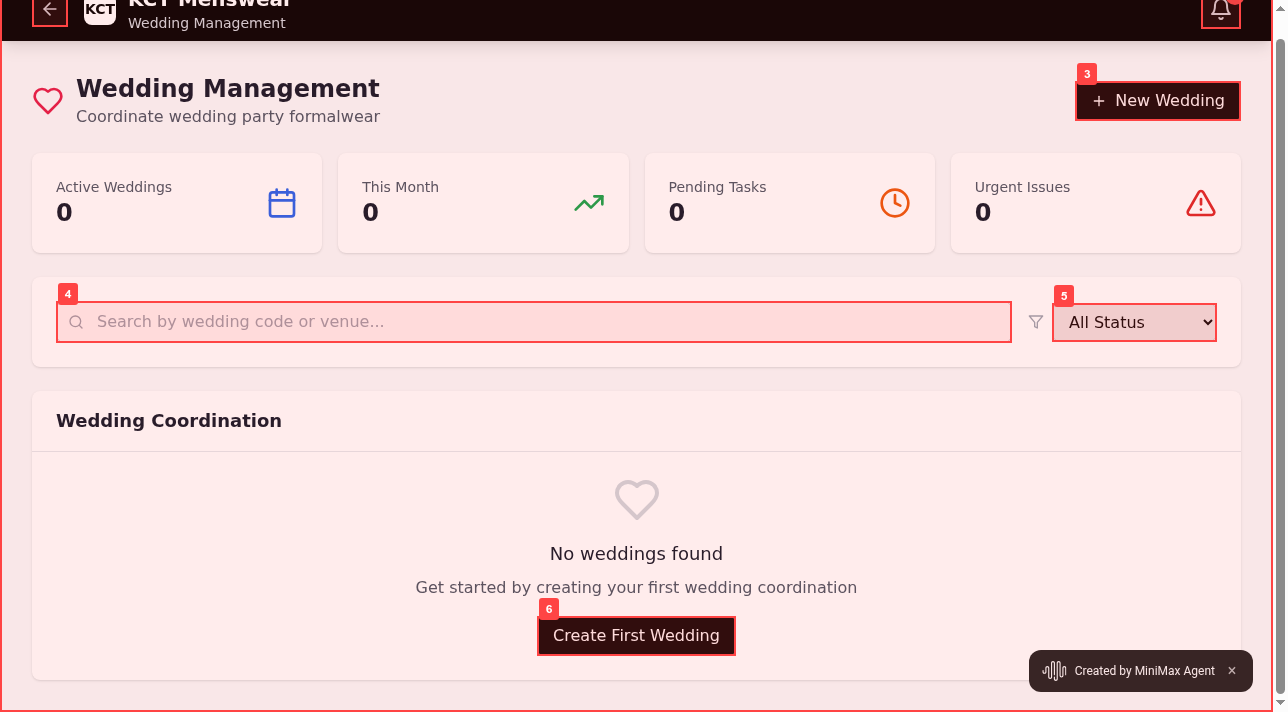 KCT
KCT Menswear
Wedding Management
Wedding Management
Coordinate wedding party formalwear
3
+ New Wedding
Active Weddings
0
This Month
0
Pending Tasks
0
Urgent Issues
0
4
Search by wedding code or venue...
5
All Status
Wedding Coordination
No weddings found
Get started by creating your first wedding coordination
6
Create First Wedding
Created by MiniMax Agent ×